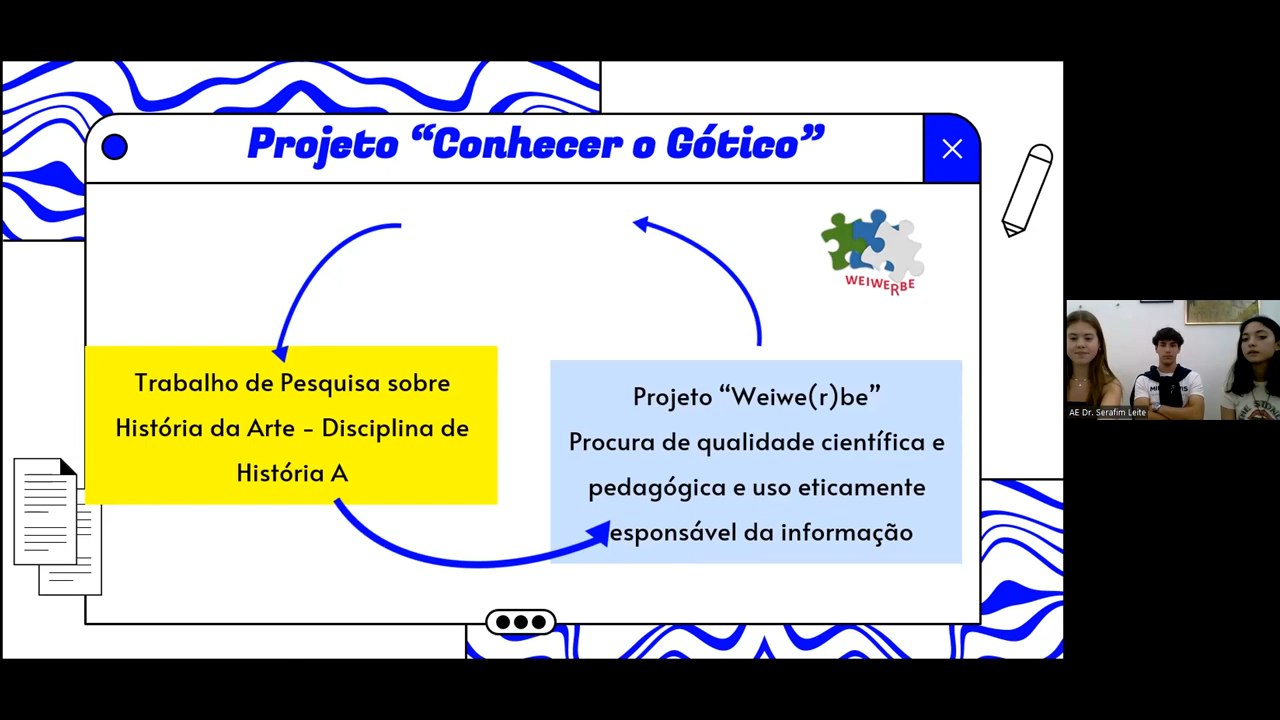 Projeto “Conhecer o Gótico”
WEIWERBE
Trabalho de Pesquisa sobre
História da Arte - Disciplina de
História A
Projeto “Weiwe(r)be”
Procura de qualidade científica e
pedagógica e uso eticamente
esponsável da informação
AE Dr. Serafim Leite